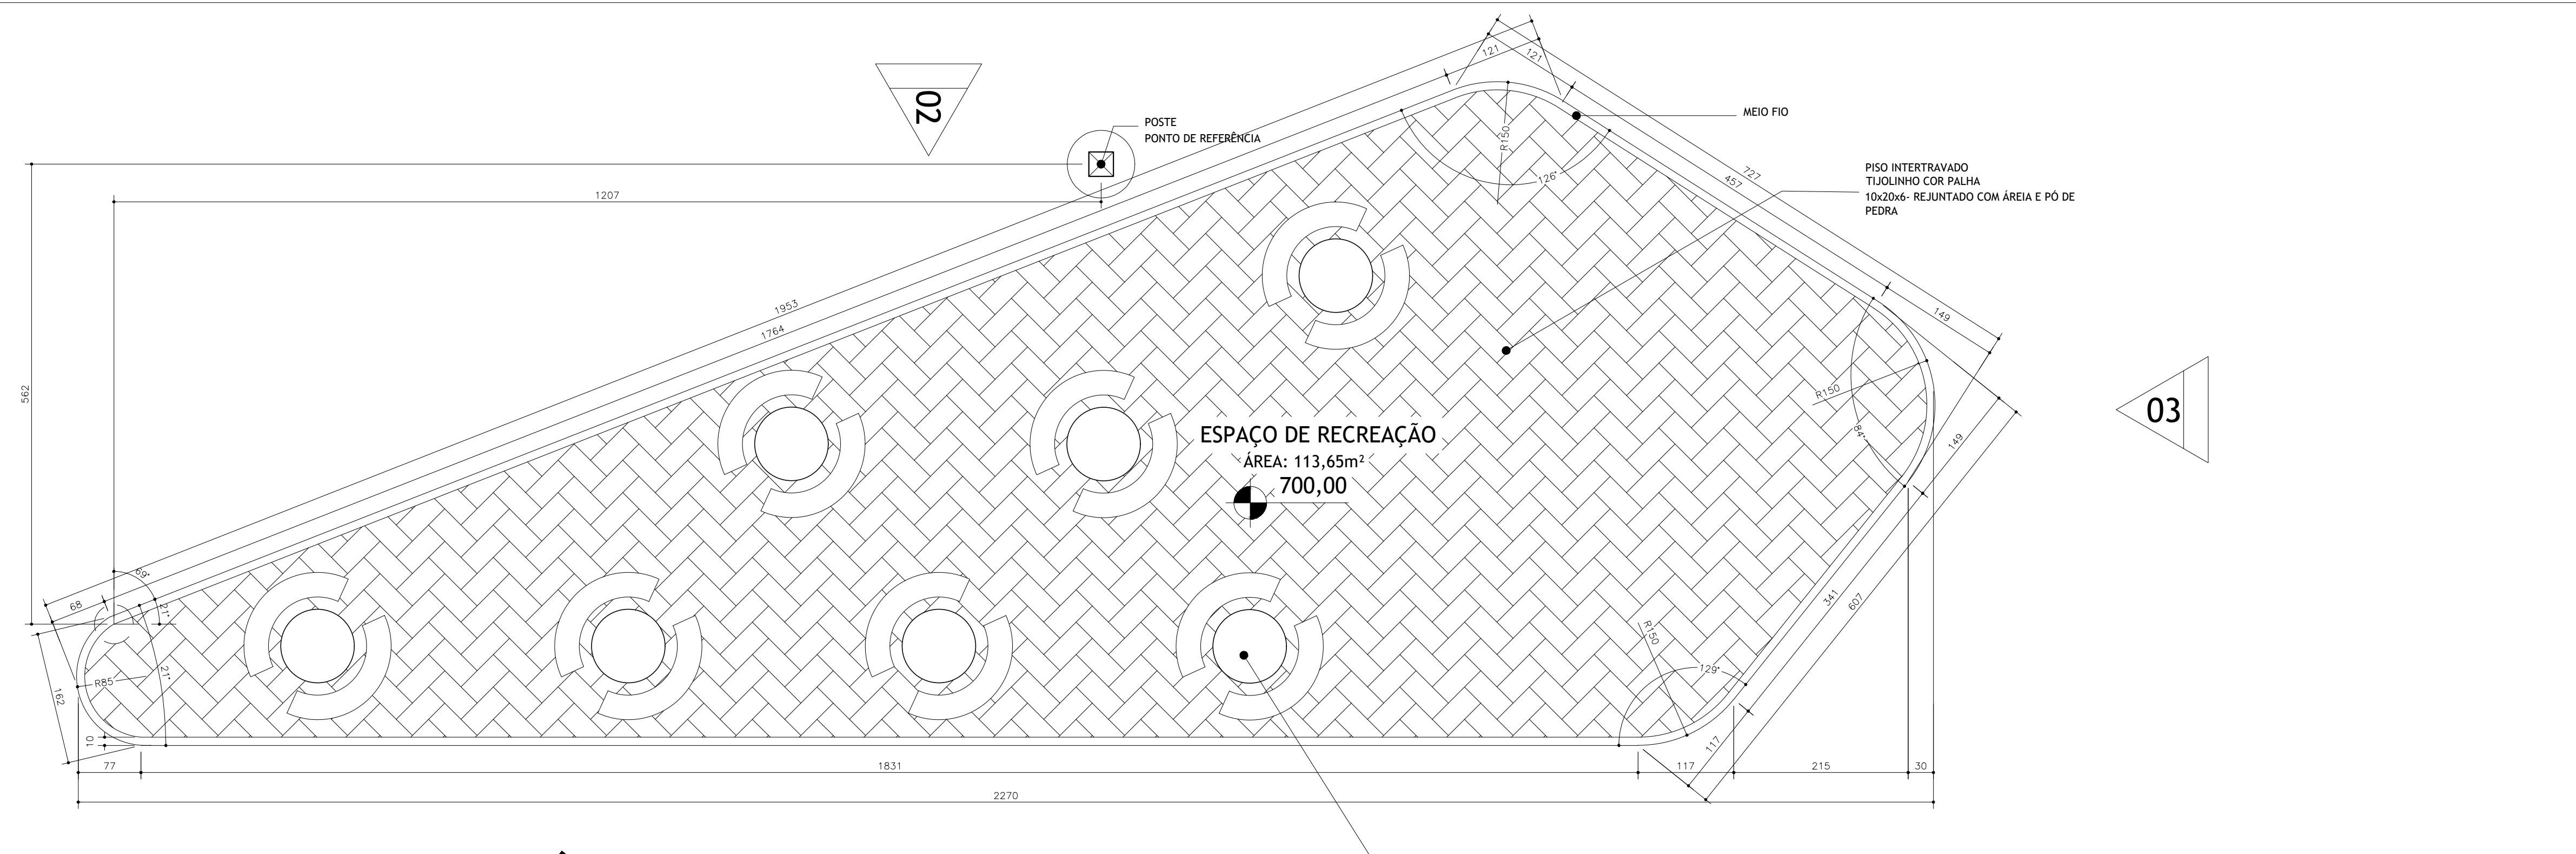 121
121
02
POSTE
PONTO DE REFERÊNCIA
MEIO FIO
R150
126°
727
457
PISO INTERTRAVADO
TIJOLINHO COR PALHA
10x20x6- REJUNTADO COM ÁREIA E PÓ DE
PEDRA
1207
1953
1764
149
562
R150
84°
03
149
ESPAÇO DE RECREAÇÃO
ÁREA: 113,65m²
700,00
69°
68
21°
21°
R85
162
10
341
607
R150
129°
117
77
1831
117
215
30
2270